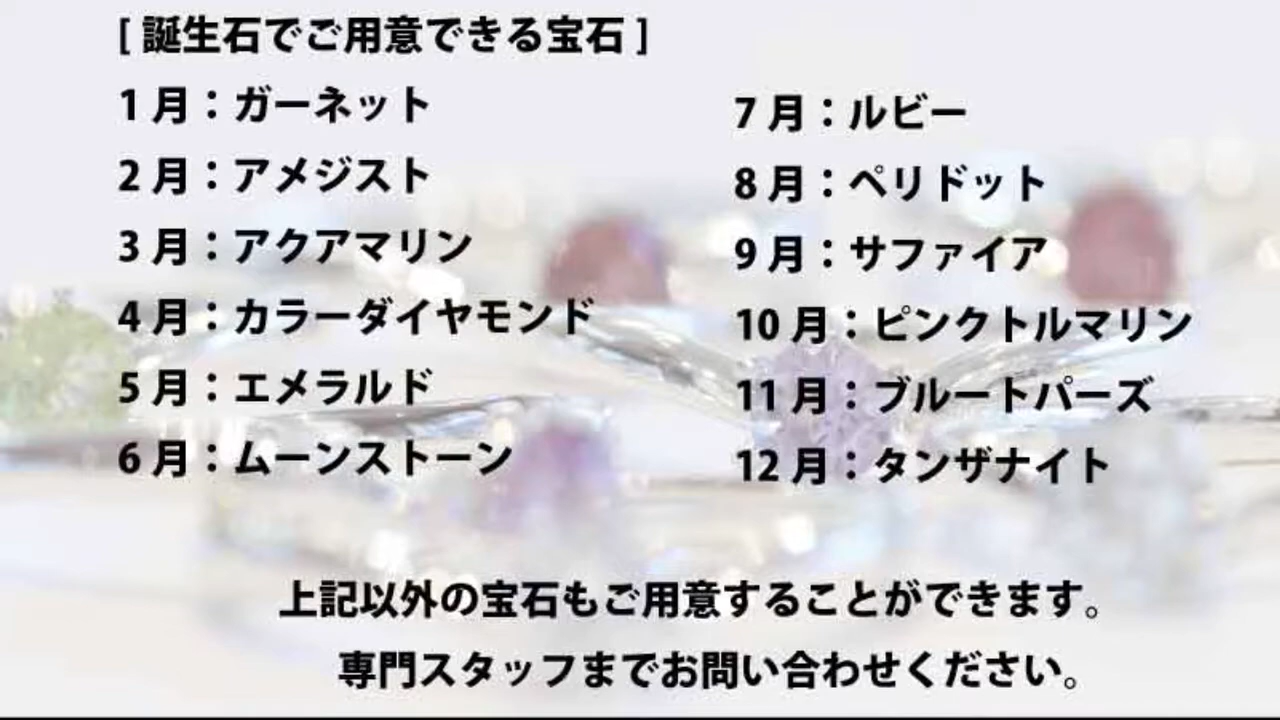 [ 誕生石でご用意できる宝石 ]
1 月：ガーネット
2 月：アメジスト
3 月：アクアマリン
4 月：カラーダイヤモンド
5 月：エメラルド
6 月：ムーンストーン
7 月：ルビー
8 月：ペリドット
9 月：サファイア
10 月：ピンクトルマリン
11 月：ブルートパーズ
12 月：タンザナイト
上記以外の宝石もご用意することができます。
専門スタッフまでお問い合わせください。